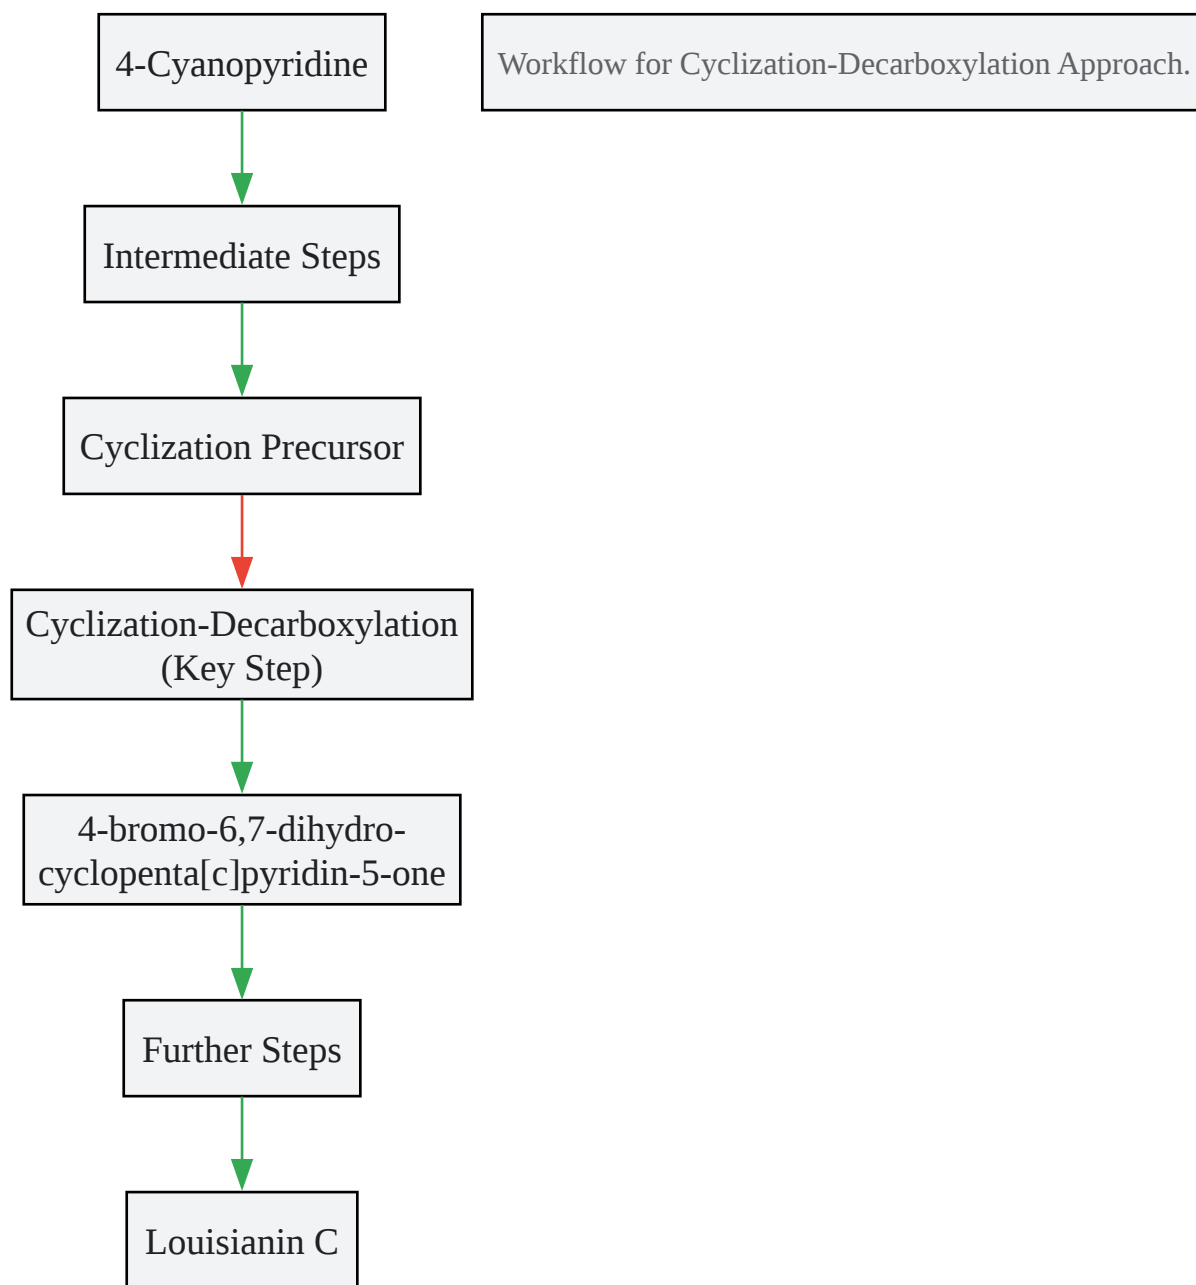 4-Cyanopyridine
Workflow for Cyclization-Decarboxylation Approach.
Intermediate Steps
Cyclization Precursor
Cyclization-Decarboxylation
(Key Step)
4-bromo-6,7-dihydro-
cyclopenta[c]pyridin-5-one
Further Steps
Louisianin C